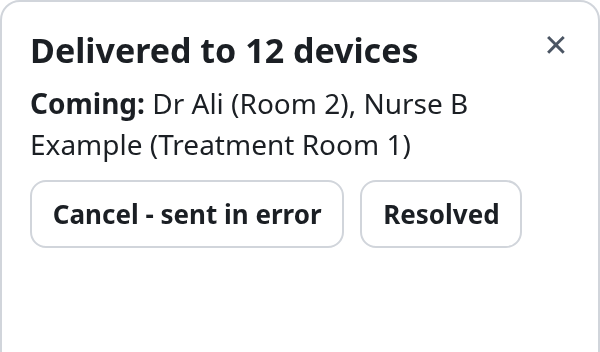 Delivered to 12 devices
Coming: Dr Ali (Room 2), Nurse B
Example (Treatment Room 1)
Cancel - sent in error
Resolved